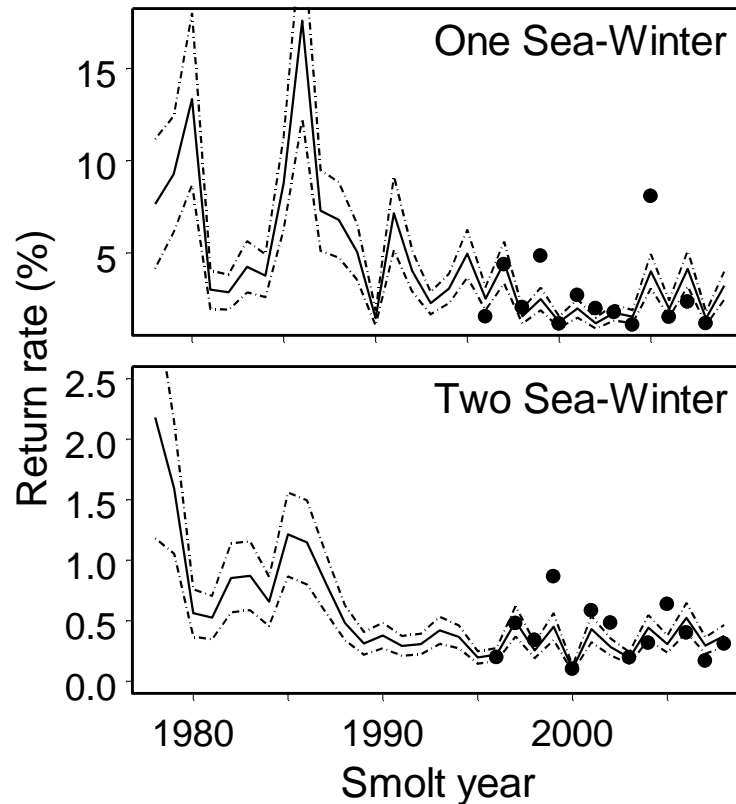 One Sea-Winter
15
10
5
Return rate (%)
Two Sea-Winter
2.5
2.0
1.5
1.0
0.5
0.0
1980 1990 2000
Smolt year